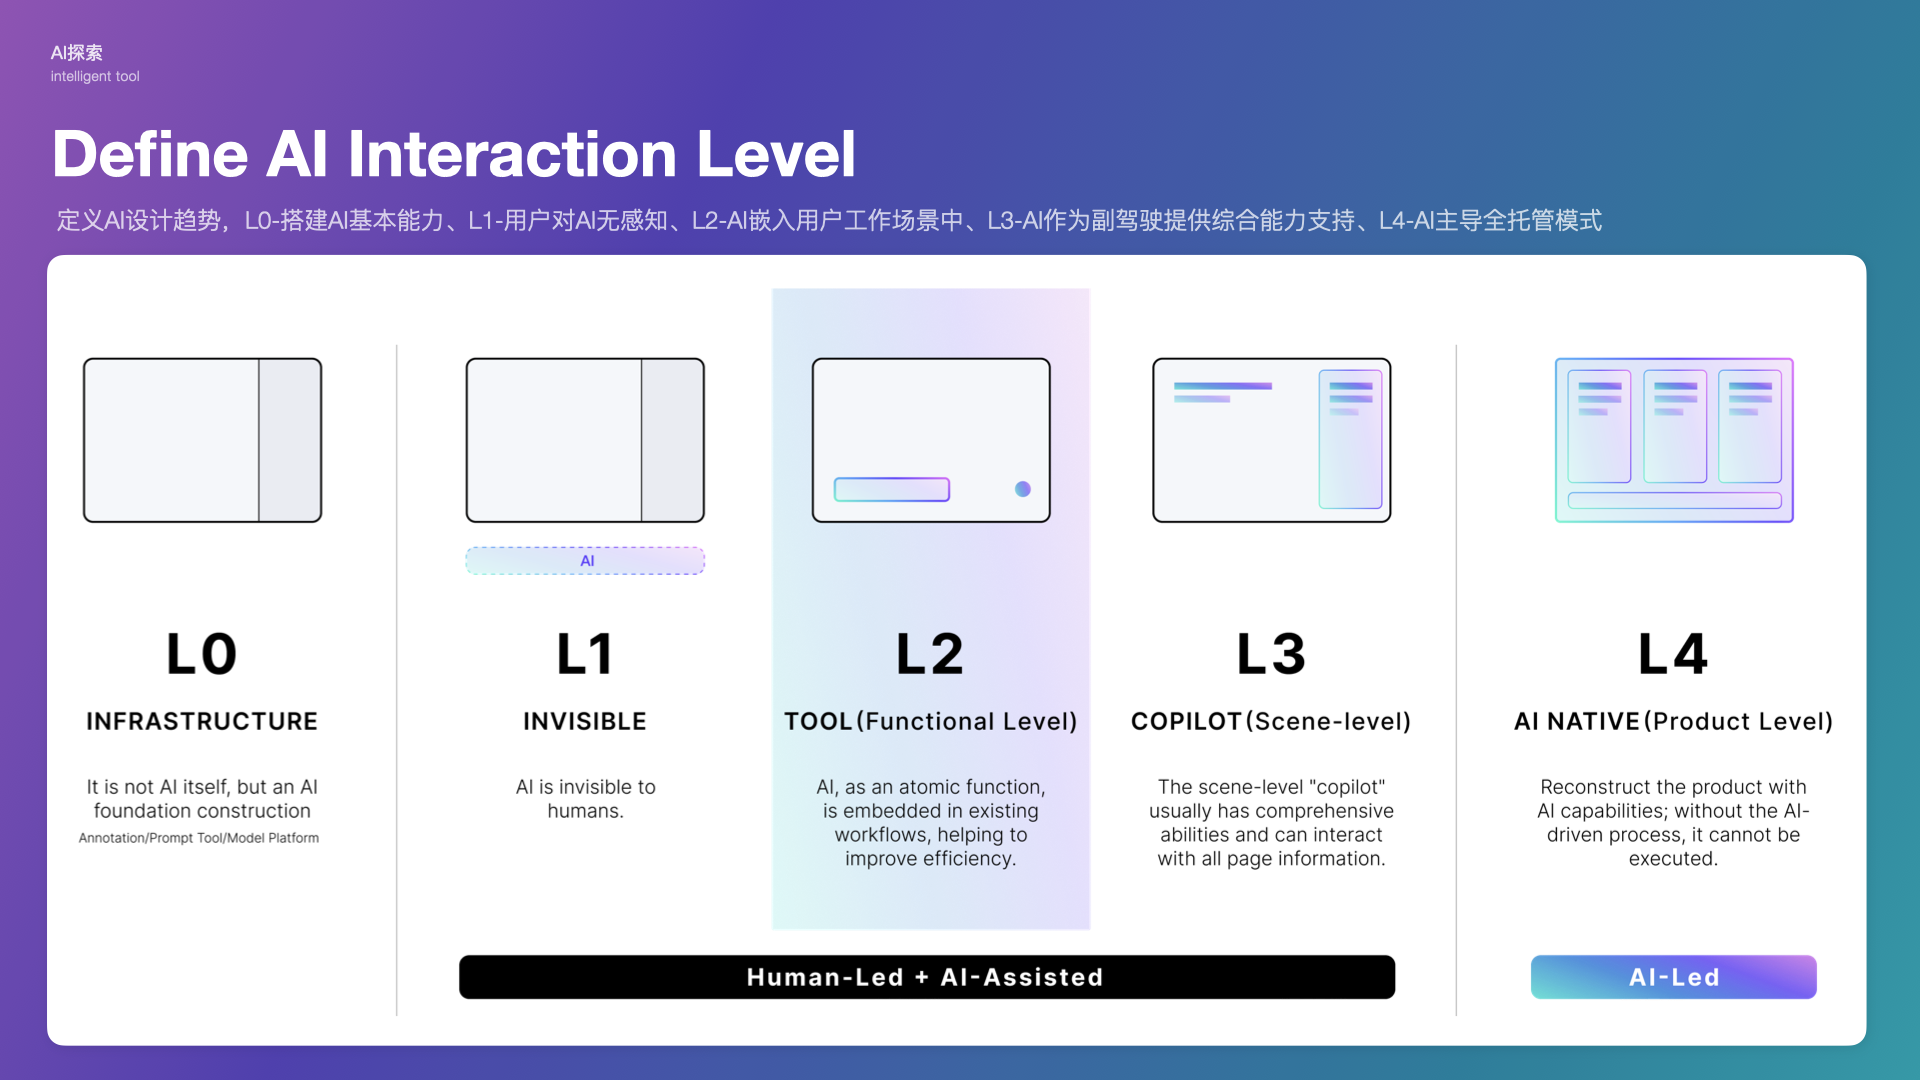 AI探索
intelligent tool
Define AI Interaction Level
定义AI设计趋势，L0-搭建AI基本能力、L1-用户对AI无感知、L2-AI嵌入用户工作场景中、L3-AI作为副驾驶提供综合能力支持、L4-AI主导全托管模式
L0
INFRASTRUCTURE
It is not AI itself, but an AI
foundation construction
Annotation/Prompt Tool/Model Platform
AI
L1
INVISIBLE
AI is invisible to
humans.
L2
TOOL(Functional Level)
AI, as an atomic function,
is embedded in existing
workflows, helping to
improve efficiency.
L3
COPILOT(Scene-level)
The scene-level "copilot"
usually has comprehensive
abilities and can interact
with all page information.
L4
AI NATIVE(Product Level)
Reconstruct the product with
AI capabilities; without the AI-
driven process, it cannot be
executed.
Human-Led + AI-Assisted
AI-Led